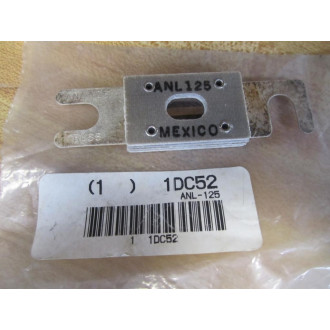 ANL125
MEXICO
(1 ) 1DC52
ANL-125
1 1DC52